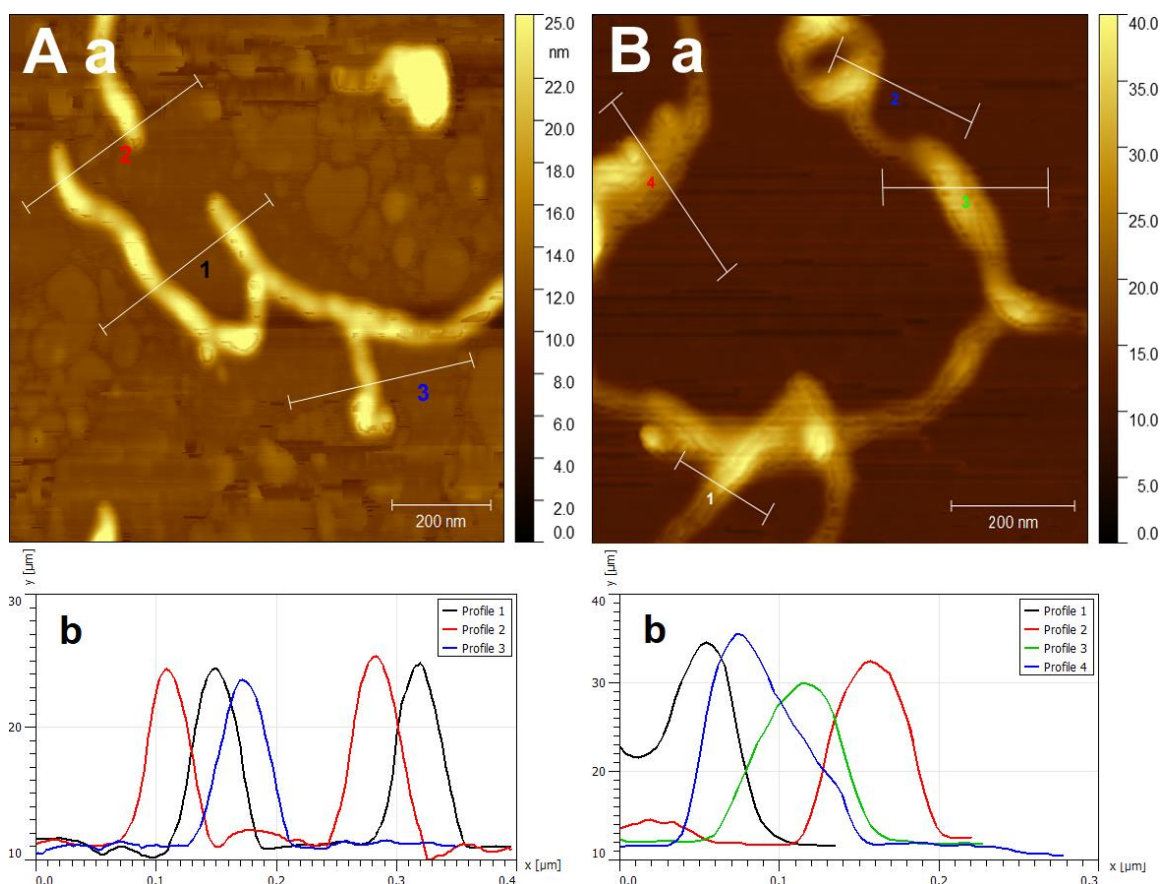 A a
2
1
3
200 nm
25.0
nm
22.0
20.0
18.0
16.0
14.0
12.0
10.0
8.0
6.0
4.0
2.0
0.0
B a
2
4
3
1
200 nm
40.0
35.0
30.0
25.0
20.0
15.0
10.0
5.0
0.0
y [µm]
30
20
10
b
Profile 1
Profile 2
Profile 3
0.0
0.1
0.2
0.3
0.4
x [µm]
y [µm]
40
30
20
10
b
Profile 1
Profile 2
Profile 3
Profile 4
0.0
0.1
0.2
0.3
x [µm]